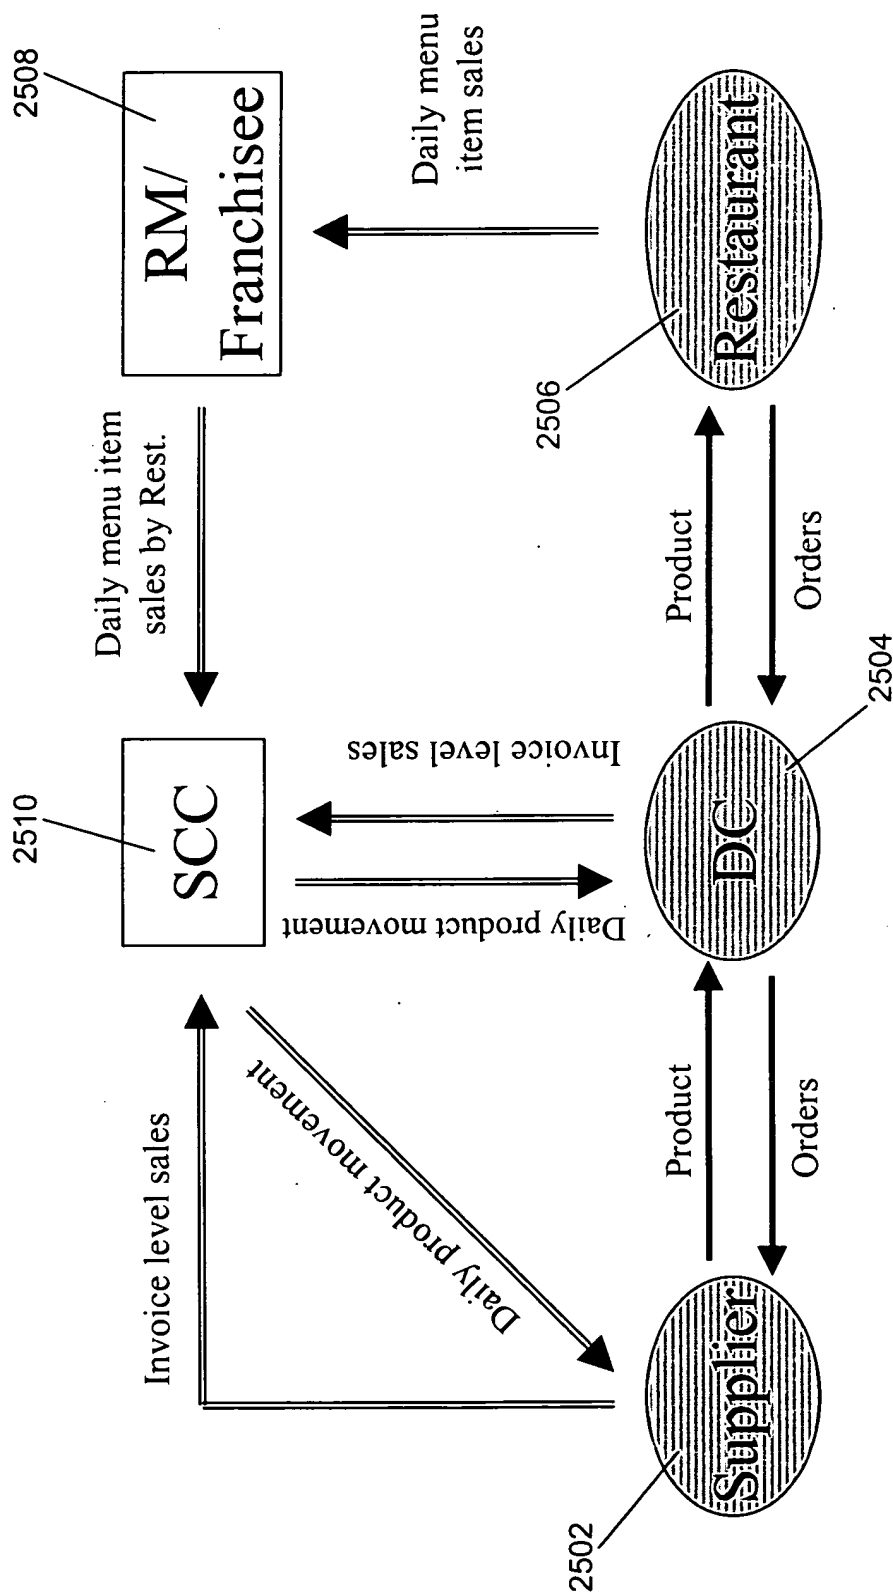 2510
2508
SCC
RM/
Franchisee
Daily menu item
sales by Rest.
Invoice level sales
Daily product movement
Daily product movement
Invoice level sales
Daily menu
item sales
2502
Supplier
Product
Orders
DC
2504
Product
Orders
2506
Restaurant